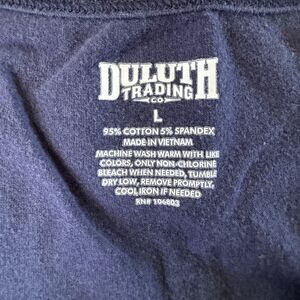 DULUTH
TRADING
CO
L
95% COTTON 5% SPANDEX
MADE IN VIETNAM
MACHINE WASH WARM WITH LIKE
COLORS, ONLY NON-CHLORINE
BLEACH WHEN NEEDED, TUMBLE
DRY LOW, REMOVE PROMPTLY,
COOL IRON IF NEEDED
RN# 106803